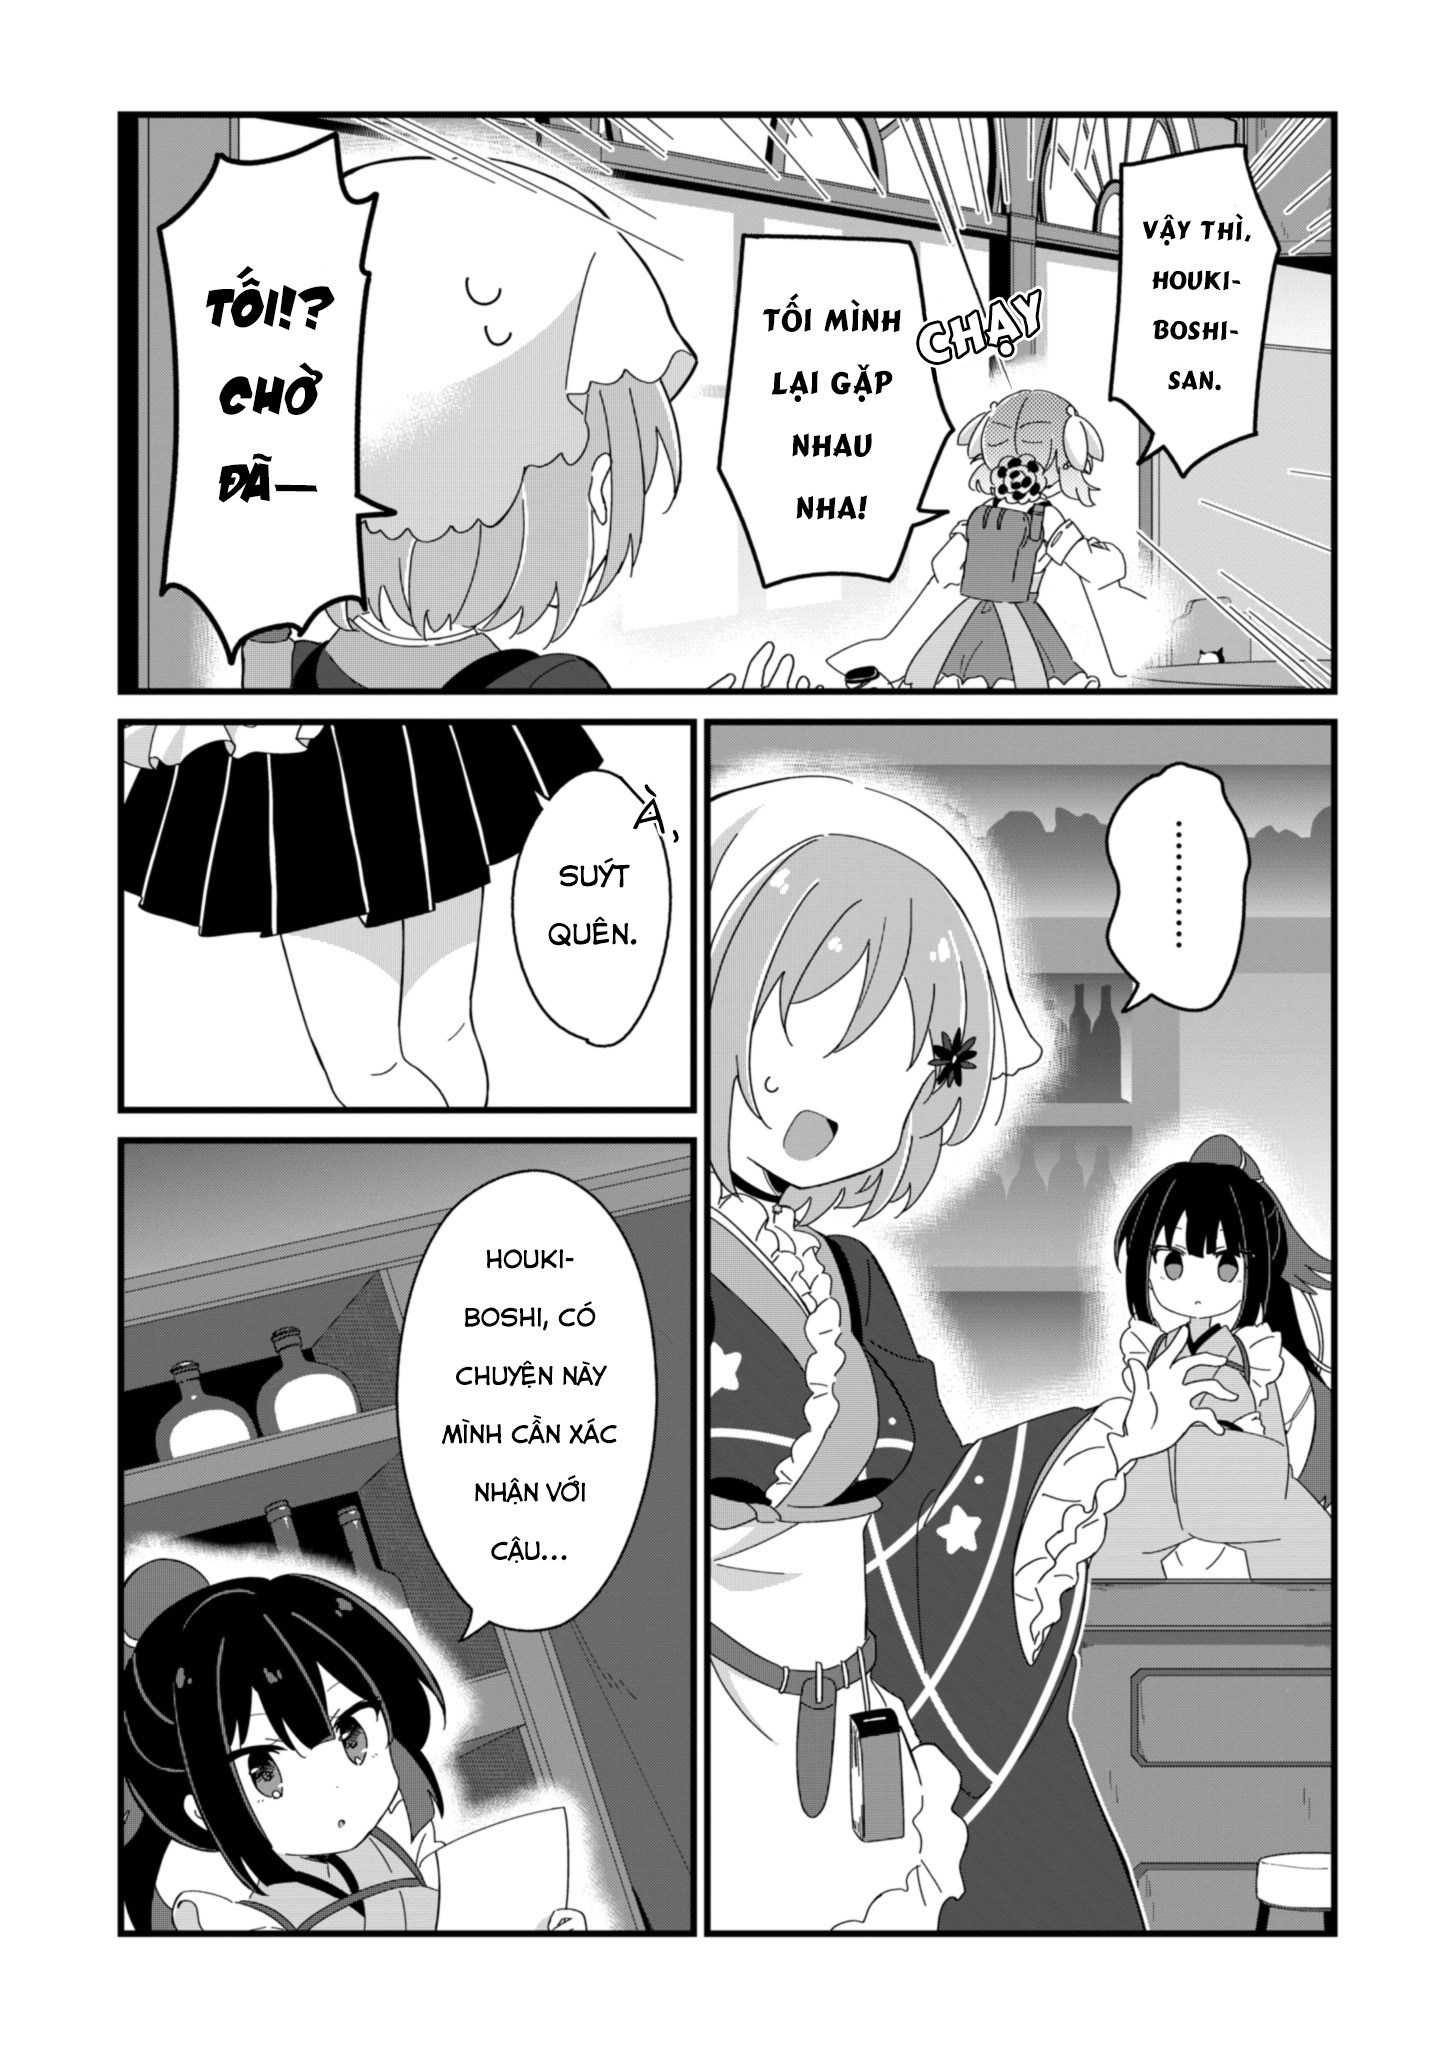 VẬY THÌ,
HOUKI-
BOSHI-
SAN.
CHẠY
TỐI MÌNH
LẠI GẶP
NHAU
NHA!
TỐI!?
CHỜ
ĐÃ—
..........
À,
SUÝT
QUÊN.
HOUKI-
BOSHI, CÓ
CHUYỆN NÀY
MÌNH CẦN XÁC
NHẬN VỚI
CẬU...